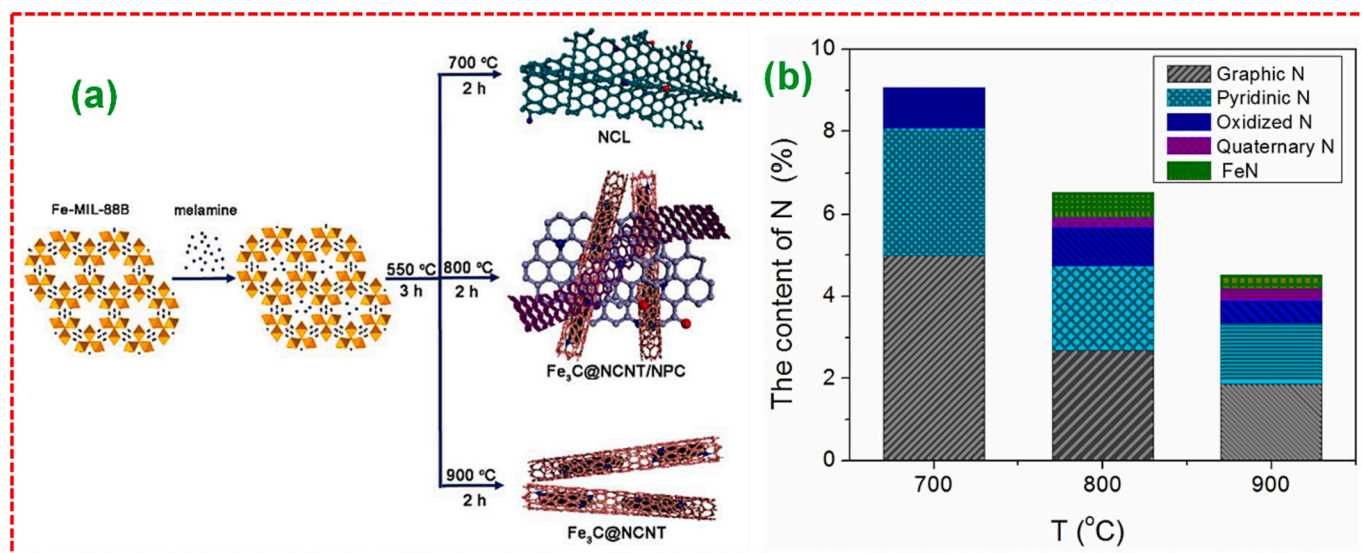 (a)
Fe-MIL-88B
melamine
550 °C
3 h
700 °C
2 h
NCL
800 °C
2 h
Fe₃C@NCNT/NPC
900 °C
2 h
Fe₃C@NCNT
(b)
The content of N (%)
10
8
6
4
2
0
Graphic N
Pyridinic N
Oxidized N
Quaternary N
FeN
700
800
900
T (°C)